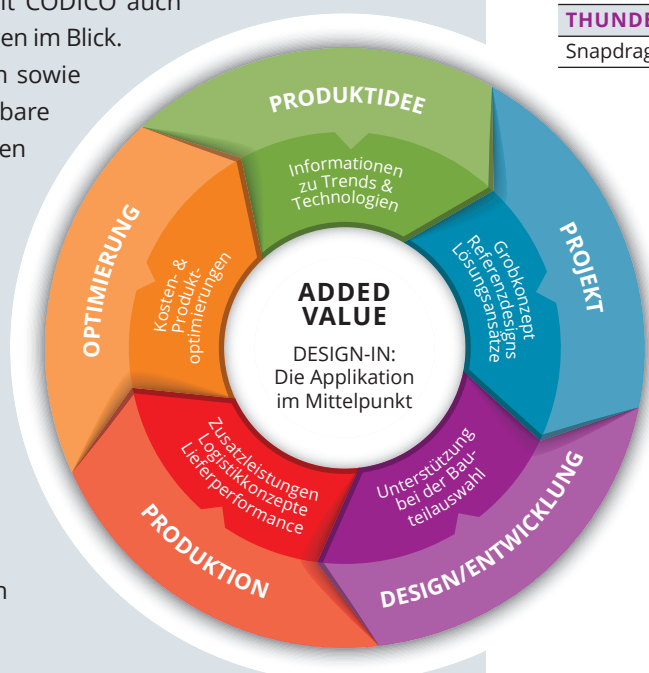 CODICO auch
en im Blick.
sowie
bare
en
THUNDE
Snapdrag
PRODUKTIDEE
Informationen
zu Trends &
Technologien
PROJEKT
Grobkonzept
Referenzdesigns
Lösungsansätze
DESIGN/ENTWICKLUNG
Unterstützung
bei der Bau-
teilauswahl
PRODUKTION
Zusatzleistungen
Logistikkonzepte
Lieferperformance
OPTIMIERUNG
Kosten- &
Produkt-
optimierungen
ADDED
VALUE
DESIGN-IN:
Die Applikation
im Mittelpunkt